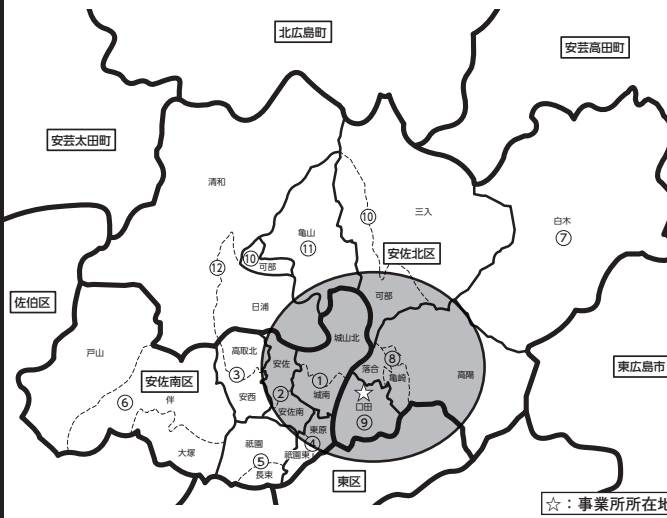 北広島町
安芸高田町
安芸太田町
清和
三入
白木
⑦
⑩
亀山
⑪
⑩
可部
安佐北区
⑫
佐伯区
日浦
可部
城山北
戸山
高取北
安佐
③
安西
①
城南
②
安佐南
落合
⑧
亀崎
高陽
東広島市
安佐南区
伴
⑥
☆
口田
⑨
東原
④
大塚
祇園
⑤
長束
祇園東
東区
☆：事業所所在地